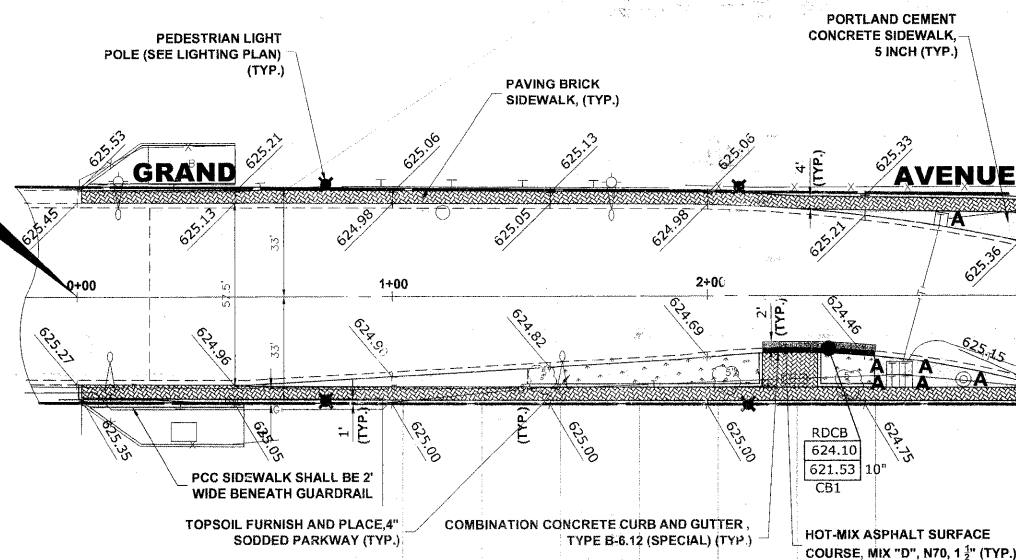 PORTLAND CEMENT
CONCRETE SIDEWALK,
5 INCH (TYP.)
PEDESTRIAN LIGHT
POLE (SEE LIGHTING PLAN)
(TYP.)
PAVING BRICK
SIDEWALK, (TYP.)
625.53
625.21
625.06
625.13
625.06
4'
(TYP.)
625.33
GRAND
AVENUE
625.45
625.13
624.98
625.05
624.98
625.21
625.36
A
33'
57.5'
0+00
1+00
2+00
33'
625.27
624.96
624.90
624.82
624.69
2'
(TYP.)
624.46
625.15
A
A
A
A
A
1'
(TYP.)
(TYP.)
625.35
625.05
625.00
625.00
625.00
624.75
RDCB
624.10
621.53 10"
CB1
PCC SIDEWALK SHALL BE 2'
WIDE BENEATH GUARDRAIL
TOPSOIL FURNISH AND PLACE,4"
SODDED PARKWAY (TYP.)
COMBINATION CONCRETE CURB AND GUTTER,
TYPE B-6.12 (SPECIAL) (TYP.)
HOT-MIX ASPHALT SURFACE
COURSE, MIX "D", N70, 1 1/2" (TYP.)